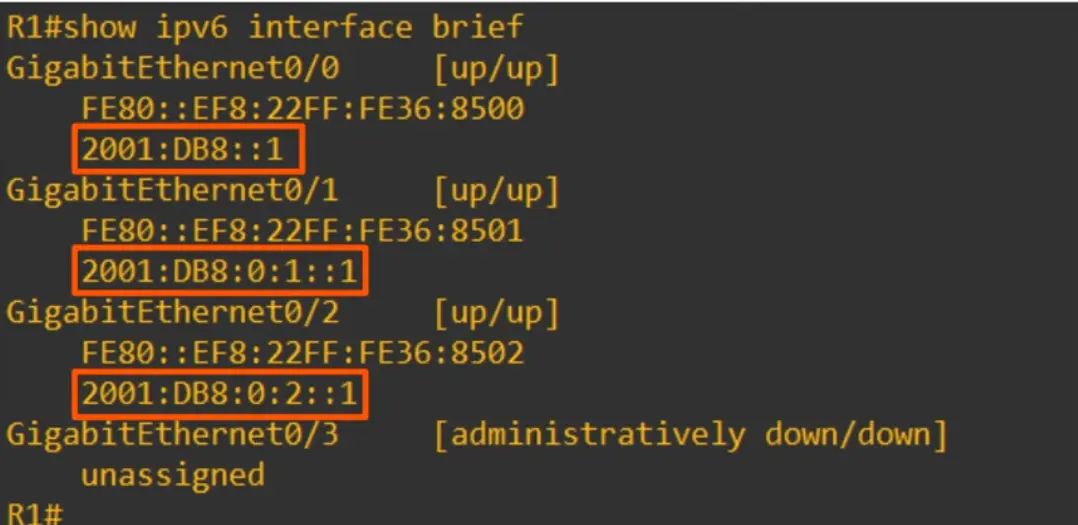 R1#show ipv6 interface brief
GigabitEthernet0/0     [up/up]
    FE80::EF8:22FF:FE36:8500
    2001:DB8::1
GigabitEthernet0/1     [up/up]
    FE80::EF8:22FF:FE36:8501
    2001:DB8:0:1::1
GigabitEthernet0/2     [up/up]
    FE80::EF8:22FF:FE36:8502
    2001:DB8:0:2::1
GigabitEthernet0/3     [administratively down/down]
    unassigned
R1#